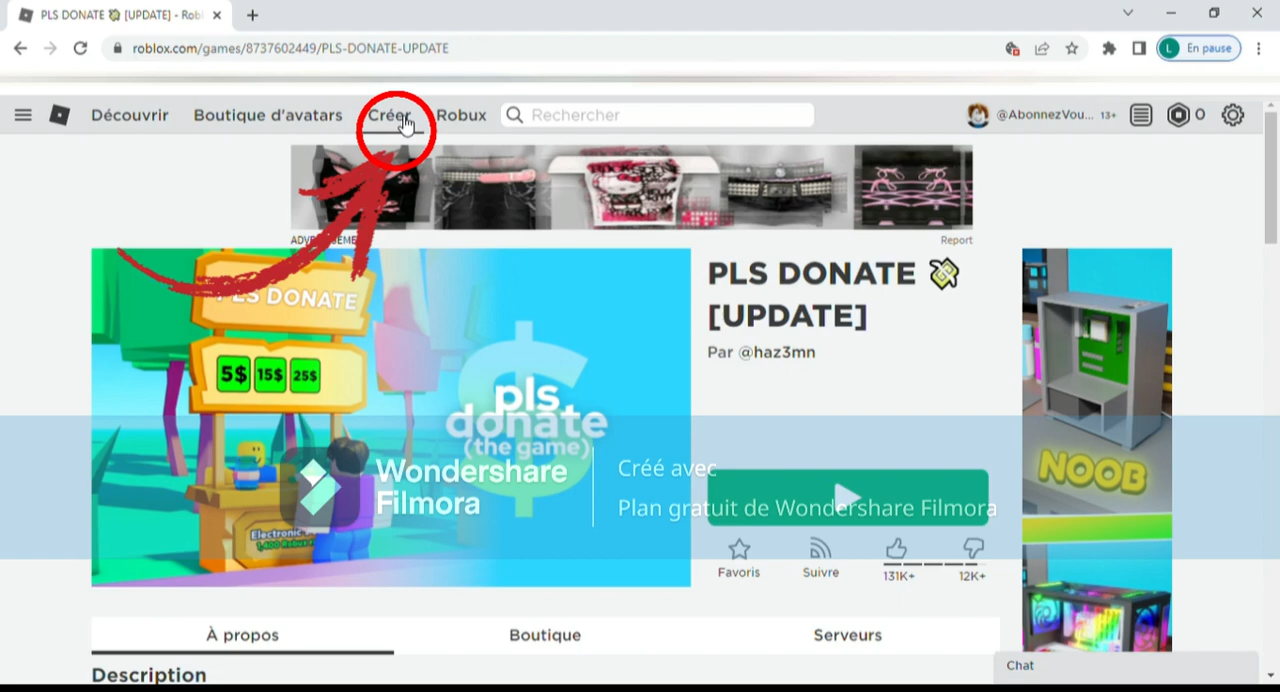 PLS DONATE 💸 [UPDATE] - Rob
roblox.com/games/8737602449/PLS-DONATE-UPDATE
L En pause
Découvrir Boutique d'avatars Créer Robux Rechercher @AbonnezVou... 13+ 0
Report
PLS DONATE
5$ 15$ 25$
pls
donate
(the game)
PLS DONATE 💸
[UPDATE]
Par @haz3mn
NOOB
Wondershare
Filmora
Créé avec
Plan gratuit de Wondershare Filmora
Favoris Suivre 131K+ 12K+
À propos Boutique Serveurs
Description
Chat